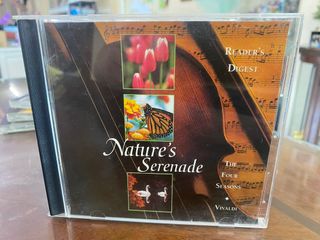 READER'S
DIGEST
Nature's
Serenade
THE
FOUR
SEASONS
VIVALDI